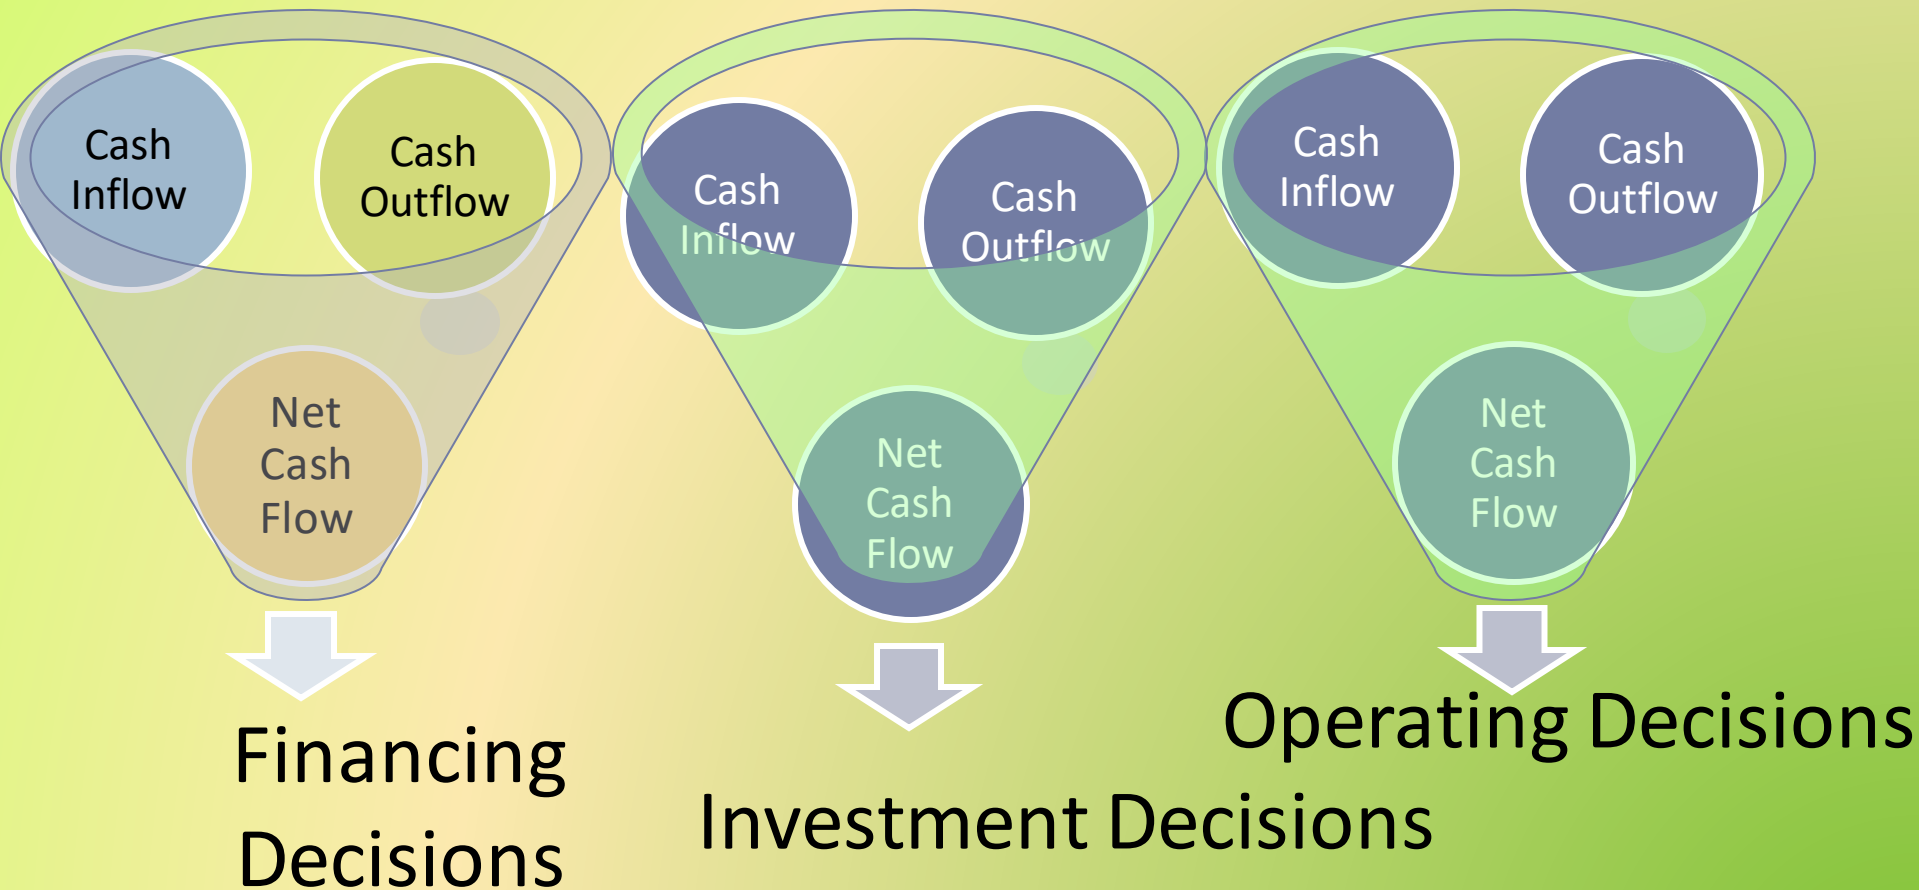 Cash
Inflow
Cash
Outflow
Net
Cash
Flow
Financing
Decisions
Cash
Inflow
Cash
Outflow
Net
Cash
Flow
Investment Decisions
Cash
Inflow
Cash
Outflow
Net
Cash
Flow
Operating Decisions